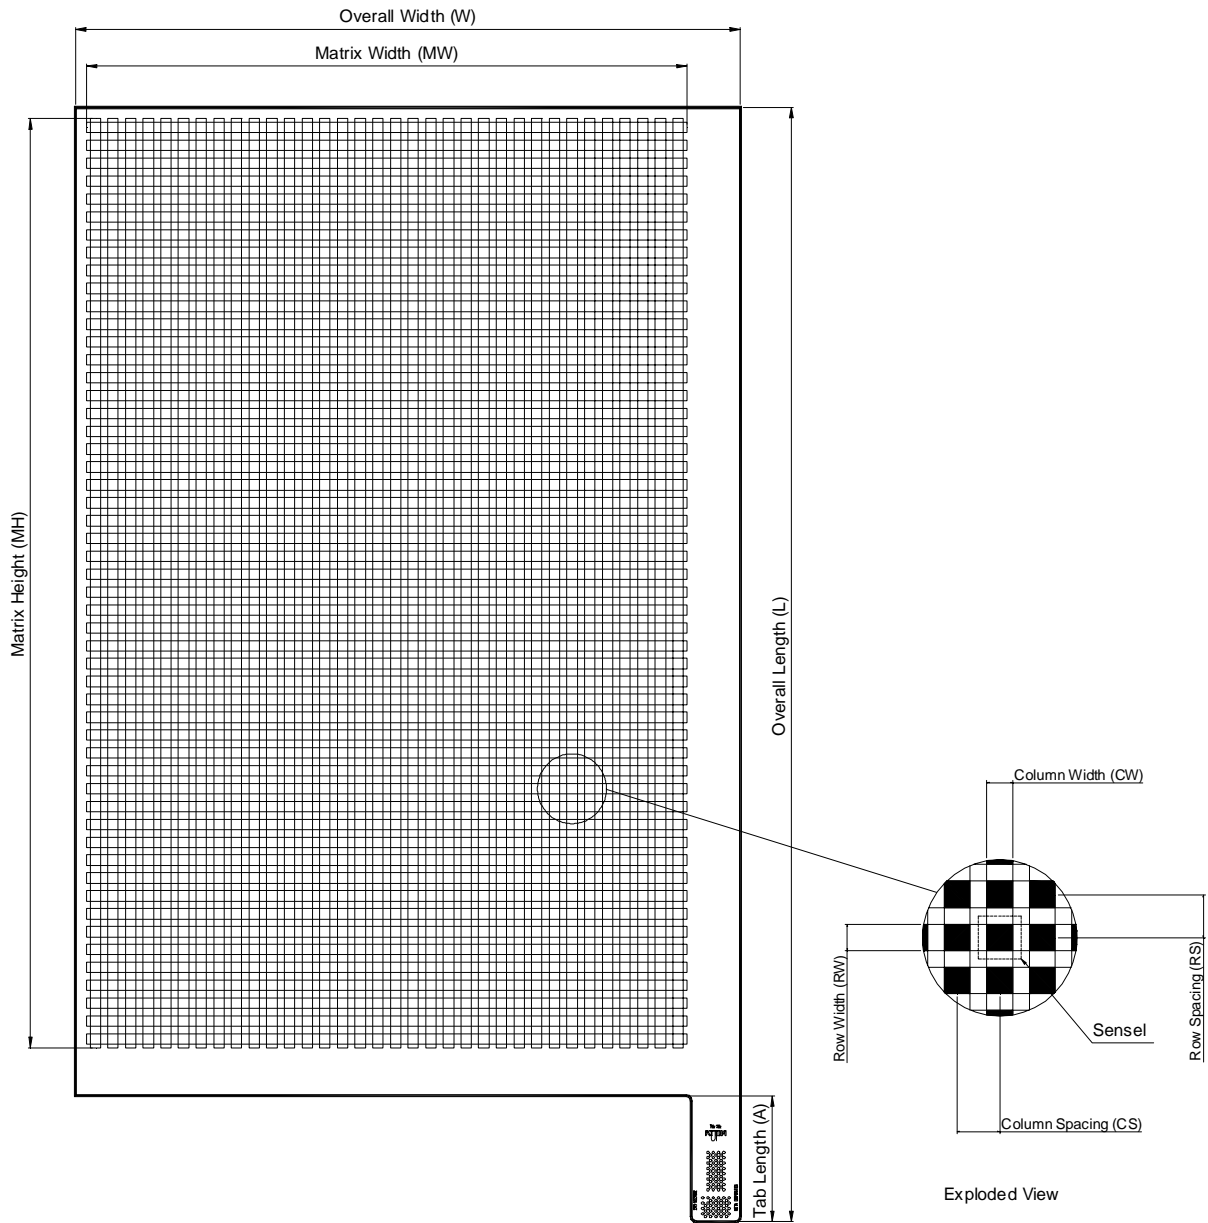 Overall Width (W)
Matrix Width (MW)
Matrix Height (MH)
Overall Length (L)
Column Width (CW)
Row Width (RW)
Row Spacing (RS)
Sensel
Column Spacing (CS)
Tab Length (A)
Exploded View